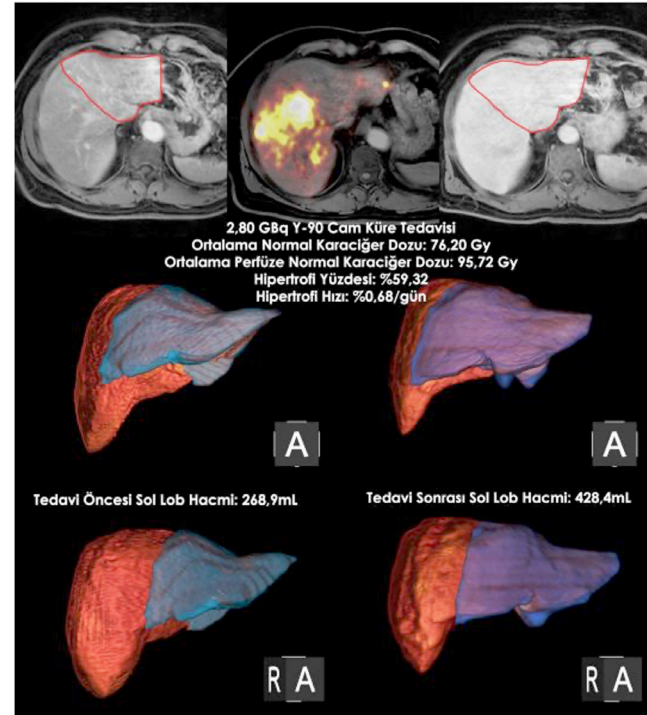 2,80 GBq Y-90 Cam Küre Tedavisi
Ortalama Normal Karaciğer Dozu: 76,20 Gy
Ortalama Perfüze Normal Karaciğer Dozu: 95,72 Gy
Hipertrofi Yüzdesi: %59,32
Hipertrofi Hızı: %0,68/gün
A
A
Tedavi Öncesi Sol Lob Hacmi: 268,9mL
Tedavi Sonrası Sol Lob Hacmi: 428,4mL
R A
R A